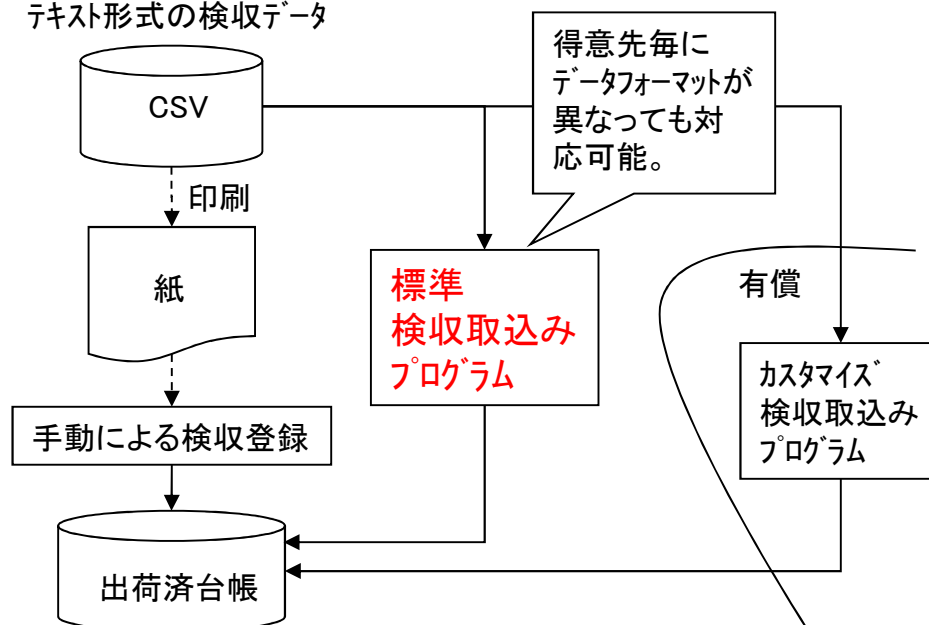 テキスト形式の検収データ
CSV
得意先毎に
データフォーマットが
異なっても対
応可能。
印刷
紙
標準
検収取込み
プログラム
有償
カスタマイズ
検収取込み
プログラム
手動による検収登録
出荷済台帳